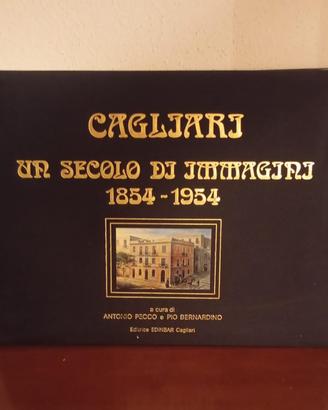 CAGLIARI
UN SECOLO DI IMMAGINI
1854-1954
a cura di
ANTONIO PECCO e PIO BERNARDINO
Editrice EDINBAR Cagliari